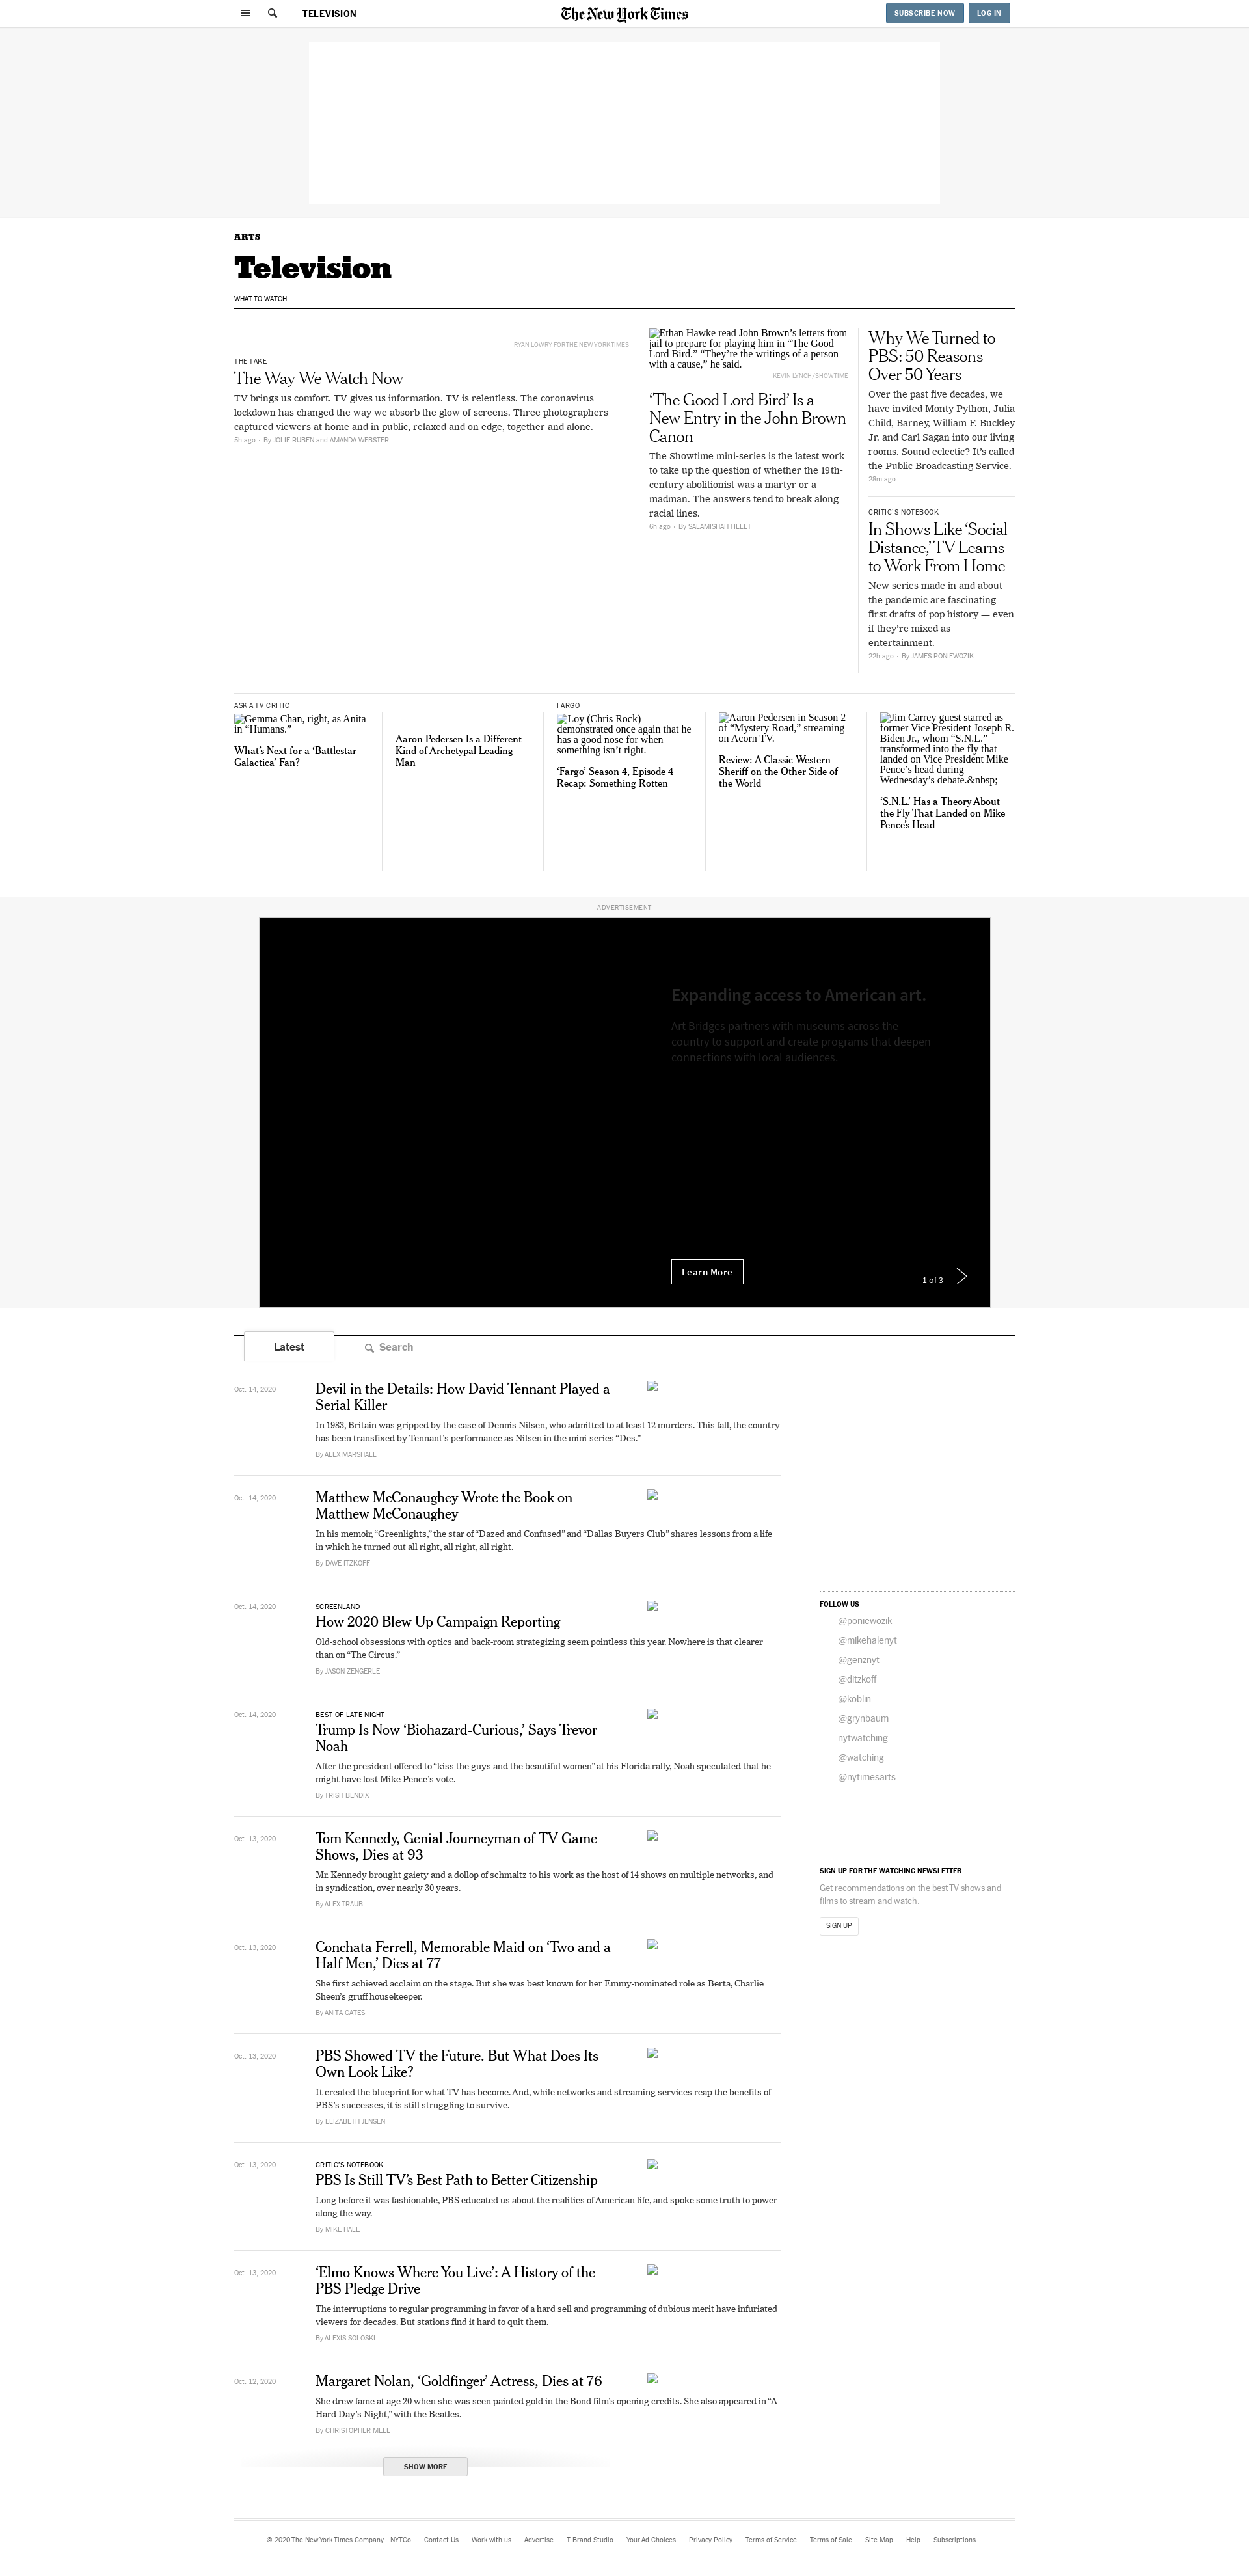 TELEVISION
The New York Times
SUBSCRIBE NOW
LOG IN
ARTS
Television
WHAT TO WATCH
RYAN LOWRY FOR THE NEW YORK TIMES
THE TAKE
The Way We Watch Now
TV brings us comfort. TV gives us information. TV is relentless. The coronavirus
lockdown has changed the way we absorb the glow of screens. Three photographers
captured viewers at home and in public, relaxed and on edge, together and alone.
5h ago • By JOLIE RUBEN and AMANDA WEBSTER
Ethan Hawke read John Brown’s letters from
jail to prepare for playing him in “The Good
Lord Bird.” “They’re the writings of a person
with a cause,” he said.
KEVIN LYNCH/SHOWTIME
‘The Good Lord Bird’ Is a
New Entry in the John Brown
Canon
The Showtime mini-series is the latest work
to take up the question of whether the 19th-
century abolitionist was a martyr or a
madman. The answers tend to break along
racial lines.
6h ago • By SALAMISHAH TILLET
Why We Turned to
PBS: 50 Reasons
Over 50 Years
Over the past five decades, we
have invited Monty Python, Julia
Child, Barney, William F. Buckley
Jr. and Carl Sagan into our living
rooms. Sound eclectic? It’s called
the Public Broadcasting Service.
28m ago
CRITIC’S NOTEBOOK
In Shows Like ‘Social
Distance,’ TV Learns
to Work From Home
New series made in and about
the pandemic are fascinating
first drafts of pop history — even
if they’re mixed as
entertainment.
22h ago • By JAMES PONIEWOZIK
ASK A TV CRITIC
Gemma Chan, right, as Anita
in “Humans.”
What’s Next for a ‘Battlestar
Galactica’ Fan?
Aaron Pedersen Is a Different
Kind of Archetypal Leading
Man
FARGO
Loy (Chris Rock)
demonstrated once again that he
has a good nose for when
something isn’t right.
‘Fargo’ Season 4, Episode 4
Recap: Something Rotten
Aaron Pedersen in Season 2
of “Mystery Road,” streaming
on Acorn TV.
Review: A Classic Western
Sheriff on the Other Side of
the World
Jim Carrey guest starred as
former Vice President Joseph R.
Biden Jr., whom “S.N.L.”
transformed into the fly that
landed on Vice President Mike
Pence’s head during
Wednesday’s debate.&nbsp;
‘S.N.L.’ Has a Theory About
the Fly That Landed on Mike
Pence’s Head
ADVERTISEMENT
Expanding access to American art.
Art Bridges partners with museums across the
country to support and create programs that deepen
connections with local audiences.
Learn More
1 of 3
Latest
Search
Oct. 14, 2020
Devil in the Details: How David Tennant Played a
Serial Killer
In 1983, Britain was gripped by the case of Dennis Nilsen, who admitted to at least 12 murders. This fall, the country
has been transfixed by Tennant’s performance as Nilsen in the mini-series “Des.”
By ALEX MARSHALL
Oct. 14, 2020
Matthew McConaughey Wrote the Book on
Matthew McConaughey
In his memoir, “Greenlights,” the star of “Dazed and Confused” and “Dallas Buyers Club” shares lessons from a life
in which he turned out all right, all right, all right.
By DAVE ITZKOFF
Oct. 14, 2020
SCREENLAND
How 2020 Blew Up Campaign Reporting
Old-school obsessions with optics and back-room strategizing seem pointless this year. Nowhere is that clearer
than on “The Circus.”
By JASON ZENGERLE
Oct. 14, 2020
BEST OF LATE NIGHT
Trump Is Now ‘Biohazard-Curious,’ Says Trevor
Noah
After the president offered to “kiss the guys and the beautiful women” at his Florida rally, Noah speculated that he
might have lost Mike Pence’s vote.
By TRISH BENDIX
Oct. 13, 2020
Tom Kennedy, Genial Journeyman of TV Game
Shows, Dies at 93
Mr. Kennedy brought gaiety and a dollop of schmaltz to his work as the host of 14 shows on multiple networks, and
in syndication, over nearly 30 years.
By ALEX TRAUB
Oct. 13, 2020
Conchata Ferrell, Memorable Maid on ‘Two and a
Half Men,’ Dies at 77
She first achieved acclaim on the stage. But she was best known for her Emmy-nominated role as Berta, Charlie
Sheen’s gruff housekeeper.
By ANITA GATES
Oct. 13, 2020
PBS Showed TV the Future. But What Does Its
Own Look Like?
It created the blueprint for what TV has become. And, while networks and streaming services reap the benefits of
PBS’s successes, it is still struggling to survive.
By ELIZABETH JENSEN
Oct. 13, 2020
CRITIC’S NOTEBOOK
PBS Is Still TV’s Best Path to Better Citizenship
Long before it was fashionable, PBS educated us about the realities of American life, and spoke some truth to power
along the way.
By MIKE HALE
Oct. 13, 2020
‘Elmo Knows Where You Live’: A History of the
PBS Pledge Drive
The interruptions to regular programming in favor of a hard sell and programming of dubious merit have infuriated
viewers for decades. But stations find it hard to quit them.
By ALEXIS SOLOSKI
Oct. 12, 2020
Margaret Nolan, ‘Goldfinger’ Actress, Dies at 76
She drew fame at age 20 when she was seen painted gold in the Bond film’s opening credits. She also appeared in “A
Hard Day’s Night,” with the Beatles.
By CHRISTOPHER MELE
SHOW MORE
FOLLOW US
@poniewozik
@mikehalenyt
@genznyt
@ditzkoff
@koblin
@grynbaum
nytwatching
@watching
@nytimesarts
SIGN UP FOR THE WATCHING NEWSLETTER
Get recommendations on the best TV shows and
films to stream and watch.
SIGN UP
© 2020 The New York Times Company NYTCo Contact Us Work with us Advertise T Brand Studio Your Ad Choices Privacy Policy Terms of Service Terms of Sale Site Map Help Subscriptions